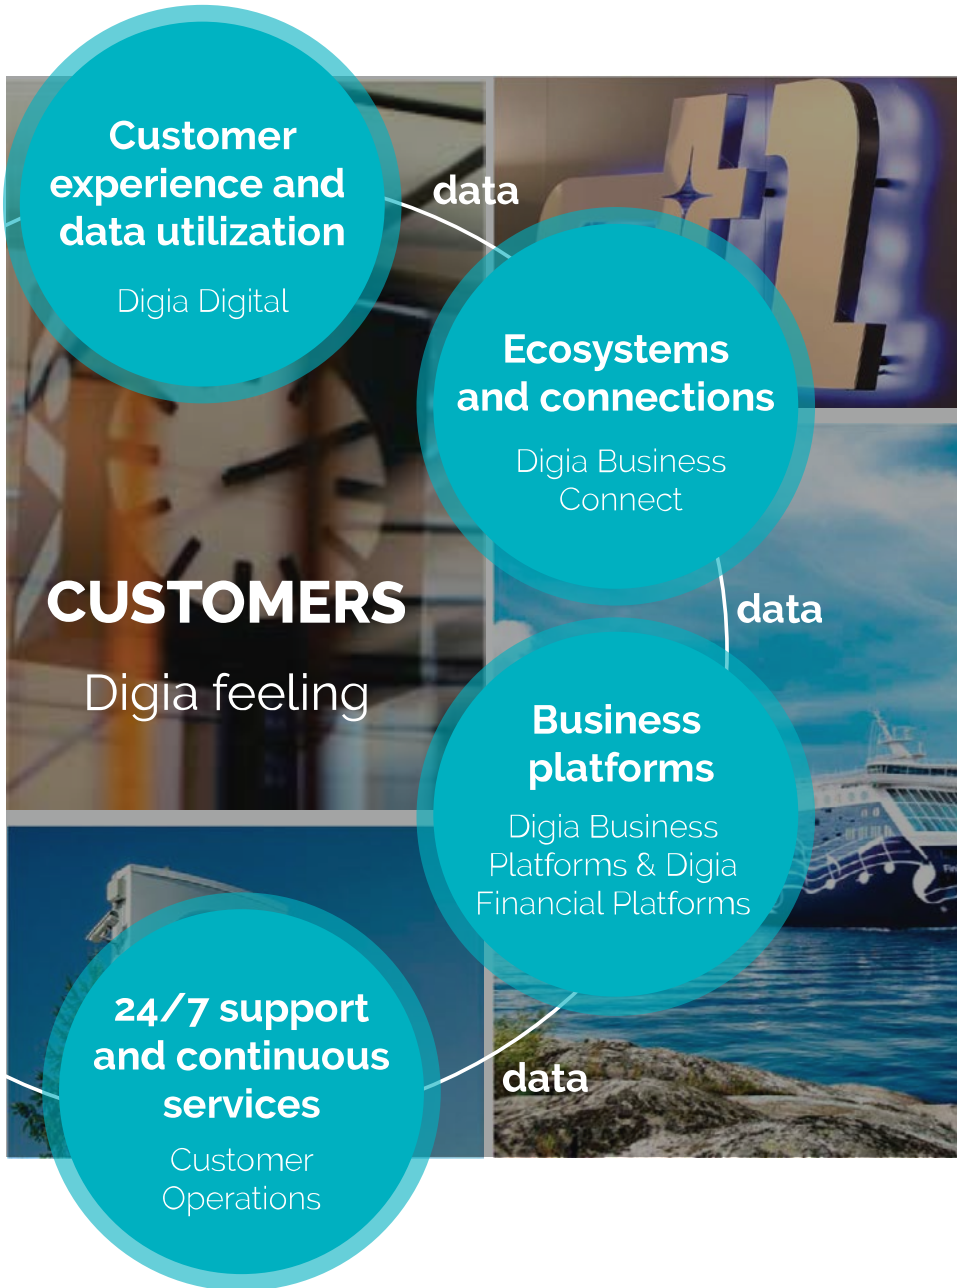 Customer
experience and
data utilization
Digia Digital
data
Ecosystems
and connections
Digia Business
Connect
CUSTOMERS
Digia feeling
data
Business
platforms
Digia Business
Platforms & Digia
Financial Platforms
24/7 support
and continuous
services
Customer
Operations
data